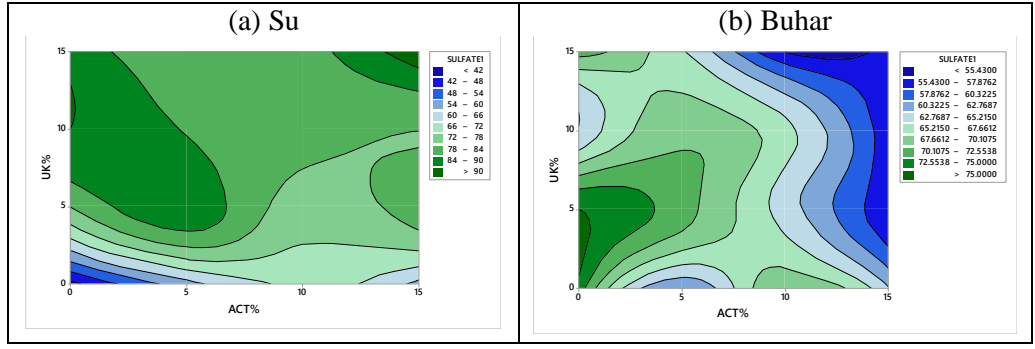 (a) Su
SULFATE1
< 42
42 – 48
48 – 54
54 – 60
60 – 66
66 – 72
72 – 78
78 – 84
84 – 90
> 90
UK%
15
10
5
0
0 5 10 15
ACT%
(b) Buhar
SULFATE1
< 55.4300
55.4300 – 57.8762
57.8762 – 60.3225
60.3225 – 62.7687
62.7687 – 65.2150
65.2150 – 67.6612
67.6612 – 70.1075
70.1075 – 72.5538
72.5538 – 75.0000
> 75.0000
UK%
15
10
5
0
0 5 10 15
ACT%